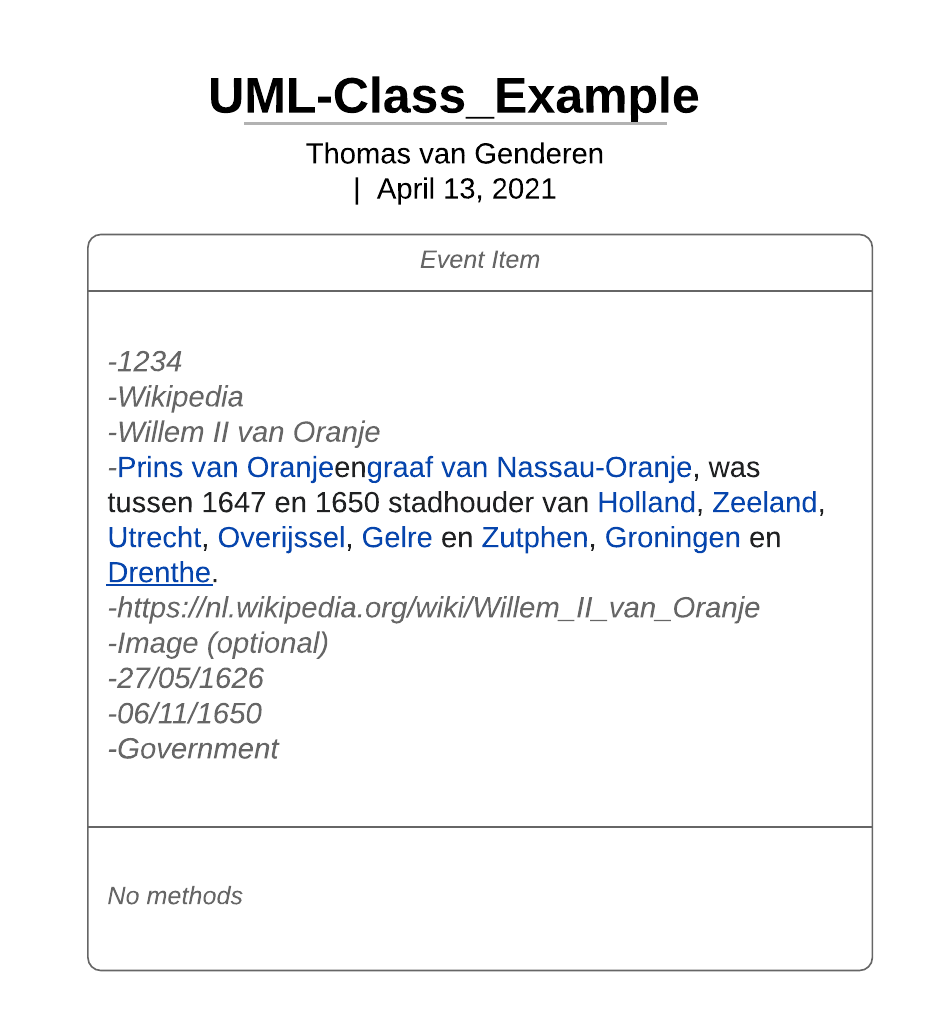 UML-Class_Example
Thomas van Genderen
| April 13, 2021
Event Item
-1234
-Wikipedia
-Willem II van Oranje
-Prins van Oranjeengraaf van Nassau-Oranje, was
tussen 1647 en 1650 stadhouder van Holland, Zeeland,
Utrecht, Overijssel, Gelre en Zutphen, Groningen en
Drenthe.
-https://nl.wikipedia.org/wiki/Willem_II_van_Oranje
-Image (optional)
-27/05/1626
-06/11/1650
-Government
No methods